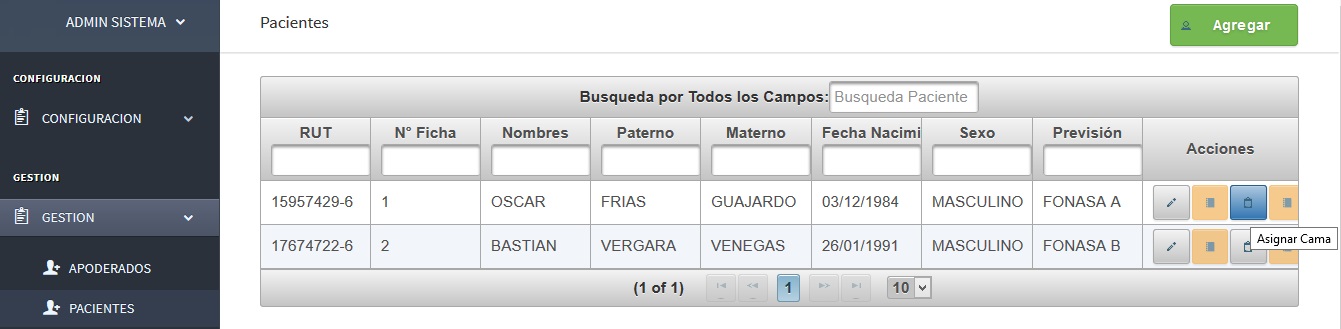 ADMIN SISTEMA
Pacientes
Agregar
CONFIGURACION
CONFIGURACION
GESTION
GESTION
APODERADOS
PACIENTES
Busqueda por Todos los Campos: Busqueda Paciente
RUT N° Ficha Nombres Paterno Materno Fecha Nacimi Sexo Previsión Acciones
15957429-6 1 OSCAR FRIAS GUAJARDO 03/12/1984 MASCULINO FONASA A
17674722-6 2 BASTIAN VERGARA VENEGAS 26/01/1991 MASCULINO FONASA B
Asignar Cama
(1 of 1) 1 10